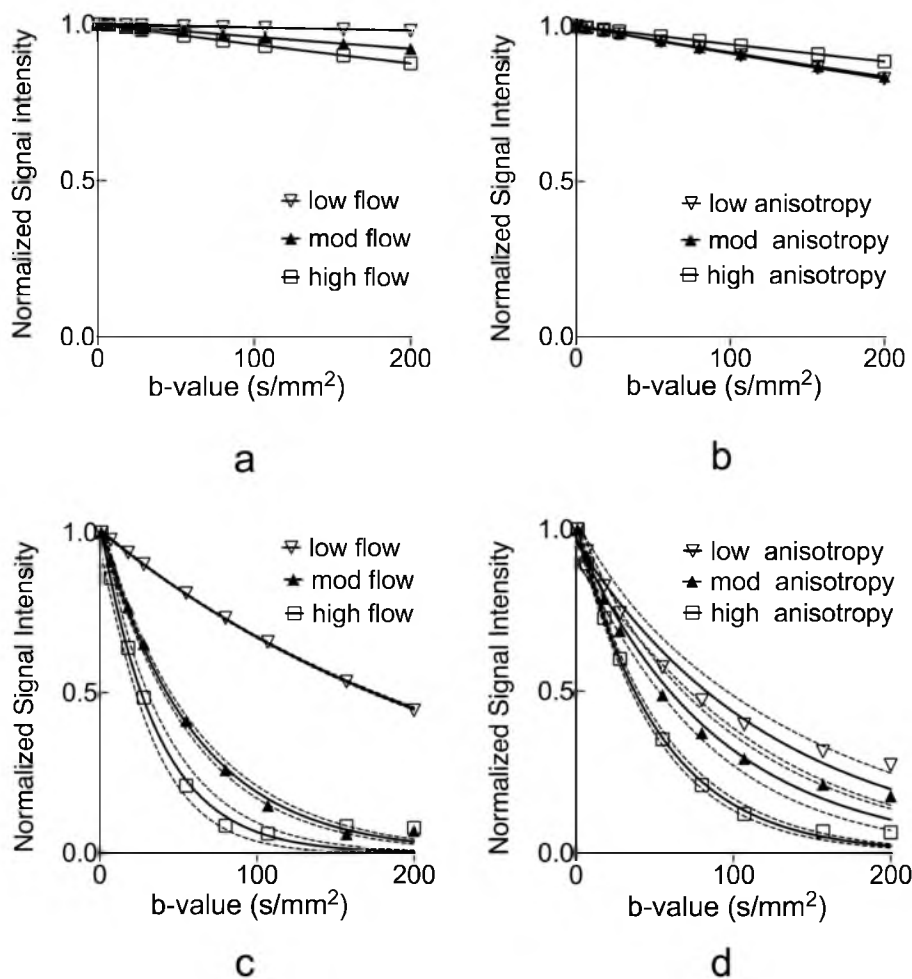 1.0
0.5
0.0
0
100
200
Normalized Signai intensity
b-value (s/mm²)
low flow
mod flow
high flow
a
1.0
0.5
0.0
0
100
200
Normalized Signal Intensity
b-value (s/mm²)
low anisotropy
mod anisotropy
high anisotropy
b
1.0
0.5
0.0
0
100
200
Normalized Signal Intensity
b-value (s/mm²)
low flow
mod flow
high flow
c
1.0
0.5
0.0
0
100
200
Normalized Signal Intensity
b-value (s/mm²)
low anisotropy
mod anisotropy
high anisotropy
d